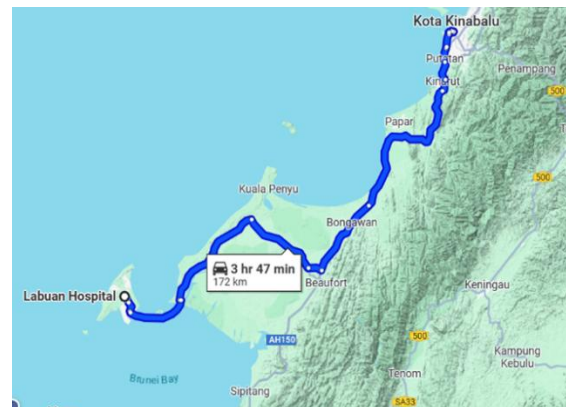 Kota Kinabalu
Putatan
Kinarut
Penampang
500
Papar
500
Kuala Penyu
Bongawan
3 hr 47 min
172 km
Beaufort
Keningau
Labuan Hospital
AH150
500
Kampung
Kebulu
Brunei Bay
Tenom
Sipitang
SA33